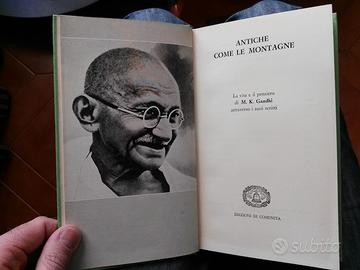 ANTICHE
COME LE MONTAGNE
La vita e il pensiero
di M. K. Gandhi
attraverso i suoi scritti
EDIZIONI DI COMUNITÀ
subito